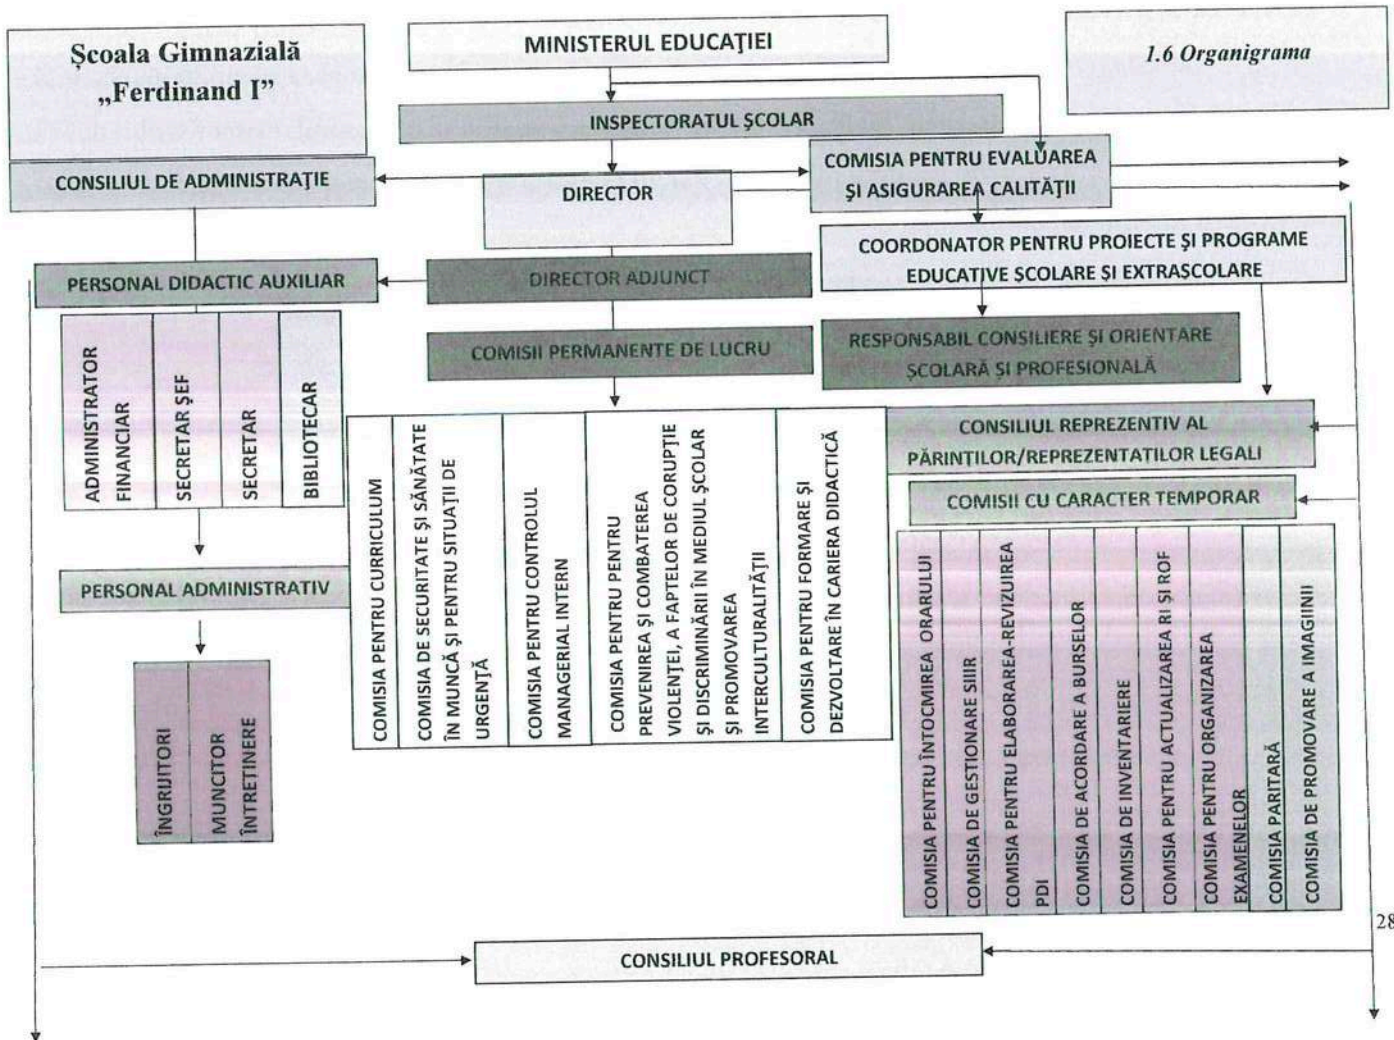 Școala Gimnazială
„Ferdinand I”
MINISTERUL EDUCAŢIEI
1.6 Organigrama
INSPECTORATUL ŞCOLAR
CONSILIUL DE ADMINISTRAŢIE
DIRECTOR
COMISIA PENTRU EVALUAREA
ŞI ASIGURAREA CALITĂŢII
COORDONATOR PENTRU PROIECTE ŞI PROGRAME
EDUCATIVE ŞCOLARE ŞI EXTRAŞCOLARE
PERSONAL DIDACTIC AUXILIAR
DIRECTOR ADJUNCT
COMISII PERMANENTE DE LUCRU
RESPONSABIL CONSILIERE ŞI ORIENTARE
ŞCOLARĂ ŞI PROFESIONALĂ
ADMINISTRATOR
FINANCIAR
SECRETAR ŞEF
SECRETAR
BIBLIOTECAR
CONSILIUL REPREZENTIV AL
PĂRINŢILOR/REPREZENTAŢILOR LEGALI
COMISII CU CARACTER TEMPORAR
PERSONAL ADMINISTRATIV
ÎNGRIJITORI
MUNCITOR
ÎNTREŢINERE
COMISIA PENTRU CURRICULUM
COMISIA DE SECURITATE ŞI SĂNĂTATE
ÎN MUNCĂ ŞI PENTRU SITUAŢII DE
URGENŢĂ
COMISIA PENTRU CONTROLUL
MANAGERIAL INTERN
COMISIA PENTRU PENTRU
PREVENIREA ŞI COMBATEREA
VIOLENŢEI, A FAPTELOR DE CORUPŢIE
ŞI DISCRIMINĂRII ÎN MEDIUL ŞCOLAR
ŞI PROMOVAREA
INTERCULTURALITĂŢII
COMISIA PENTRU FORMARE ŞI
DEZVOLTARE ÎN CARIERA DIDACTICĂ
COMISIA PENTRU ÎNTOCMIREA ORARULUI
COMISIA DE GESTIONARE SIIIR
COMISIA PENTRU ELABORAREA-REVIZUIREA
PDI
COMISIA DE ACORDARE A BURSELOR
COMISIA DE INVENTARIERE
COMISIA PENTRU ACTUALIZAREA RI ŞI ROF
COMISIA PENTRU ORGANIZAREA
EXAMENELOR
COMISIA PARITARĂ
COMISIA DE PROMOVARE A IMAGIINII
28
CONSILIUL PROFESORAL